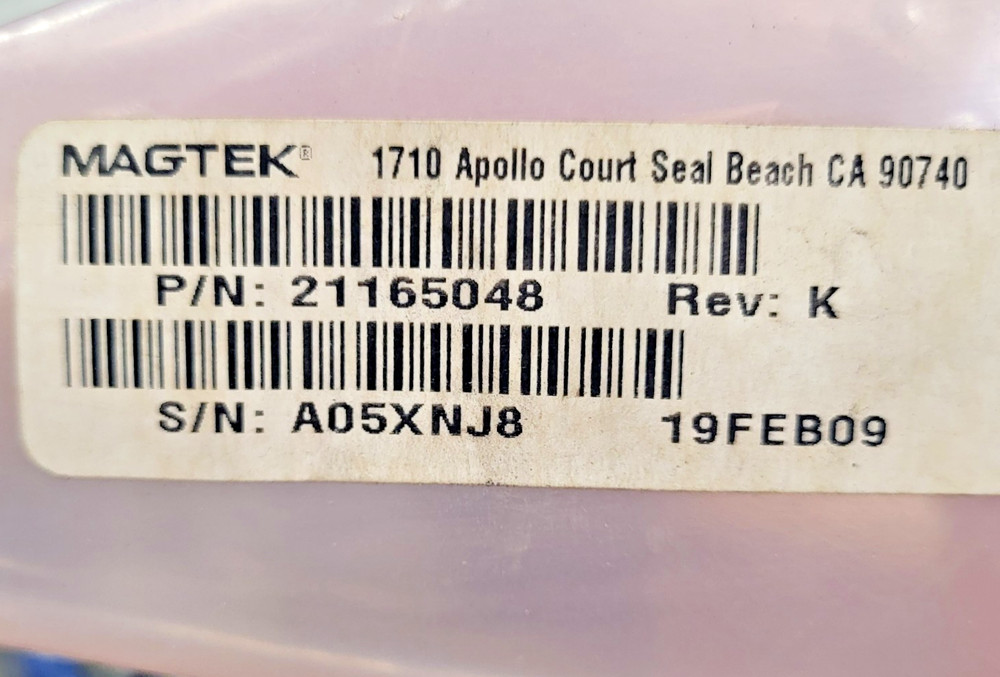 MAGTEK® 1710 Apollo Court Seal Beach CA 90740
P/N: 21165048 Rev: K
S/N: A05XNJ8 19FEB09